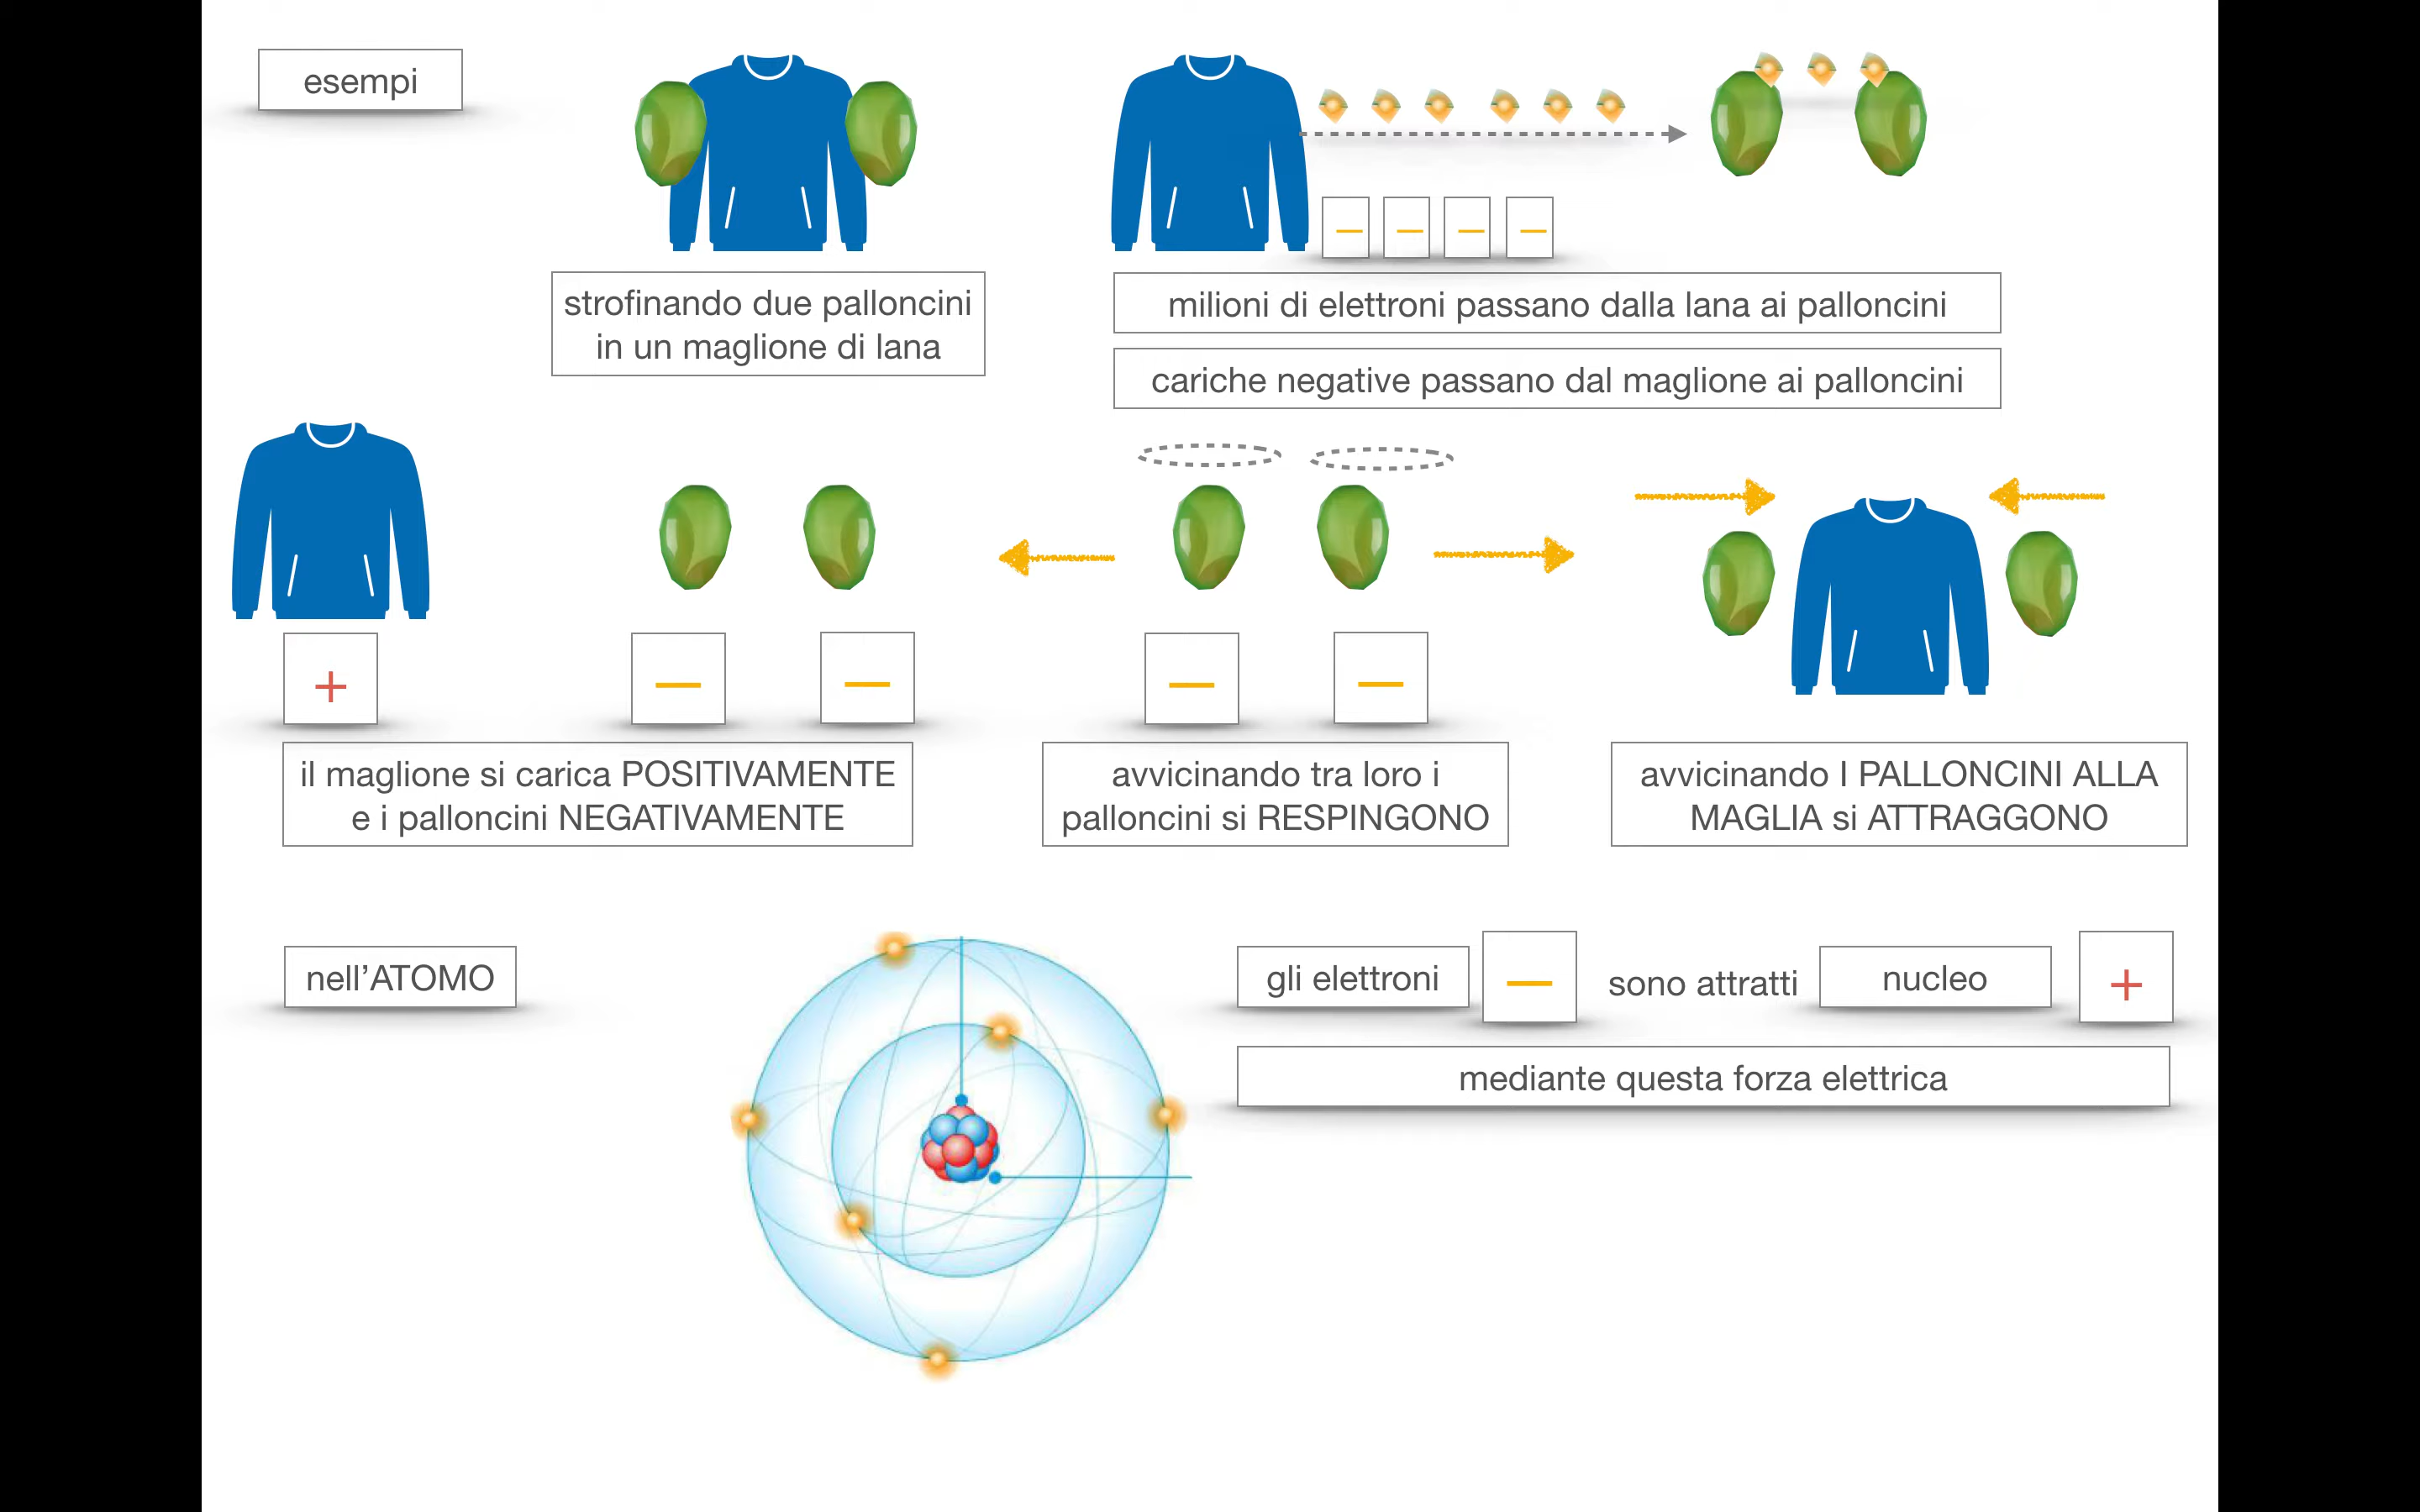 esempi
strofinando due palloncini
in un maglione di lana
— — — —
milioni di elettroni passano dalla lana ai palloncini
cariche negative passano dal maglione ai palloncini
+ — —
il maglione si carica POSITIVAMENTE
e i palloncini NEGATIVAMENTE
— —
avvicinando tra loro i
palloncini si RESPINGONO
avvicinando I PALLONCINI ALLA
MAGLIA si ATTRAGGONO
nell’ATOMO
gli elettroni — sono attratti nucleo +
mediante questa forza elettrica